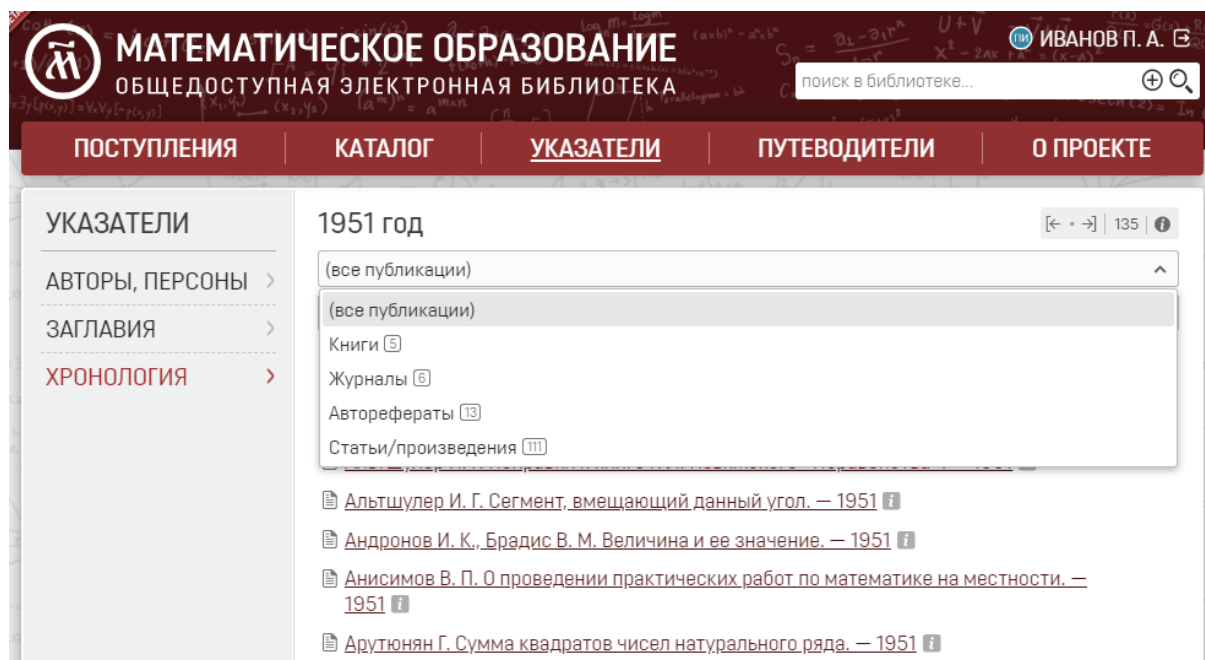 МАТЕМАТИЧЕСКОЕ ОБРАЗОВАНИЕ
ОБЩЕДОСТУПНАЯ ЭЛЕКТРОННАЯ БИБЛИОТЕКА
ПИ ИВАНОВ П. А.
поиск в библиотеке...
ПОСТУПЛЕНИЯ КАТАЛОГ УКАЗАТЕЛИ ПУТЕВОДИТЕЛИ О ПРОЕКТЕ
УКАЗАТЕЛИ
АВТОРЫ, ПЕРСОНЫ
ЗАГЛАВИЯ
ХРОНОЛОГИЯ
1951 год
[← • →] | 135 | i
(все публикации)
(все публикации)
Книги 5
Журналы 6
Авторефераты 13
Статьи/произведения 111
Альтшулер И. Г. Сегмент, вмещающий данный угол. — 1951 i
Андронов И. К., Брадис В. М. Величина и ее значение. — 1951 i
Анисимов В. П. О проведении практических работ по математике на местности. —
1951 i
Арутюнян Г. Сумма квадратов чисел натурального ряда. — 1951 i